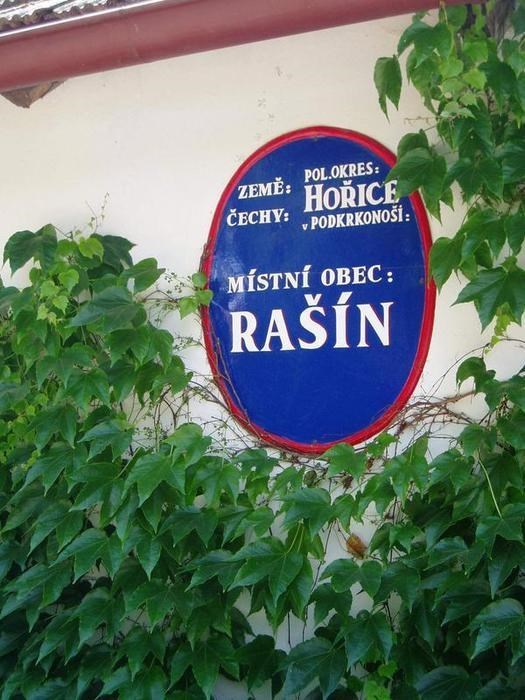 ZEMĚ: POL.OKRES:
ČECHY: HOŘICE
v PODKRKONOŠÍ:
MÍSTNÍ OBEC:
RAŠÍN